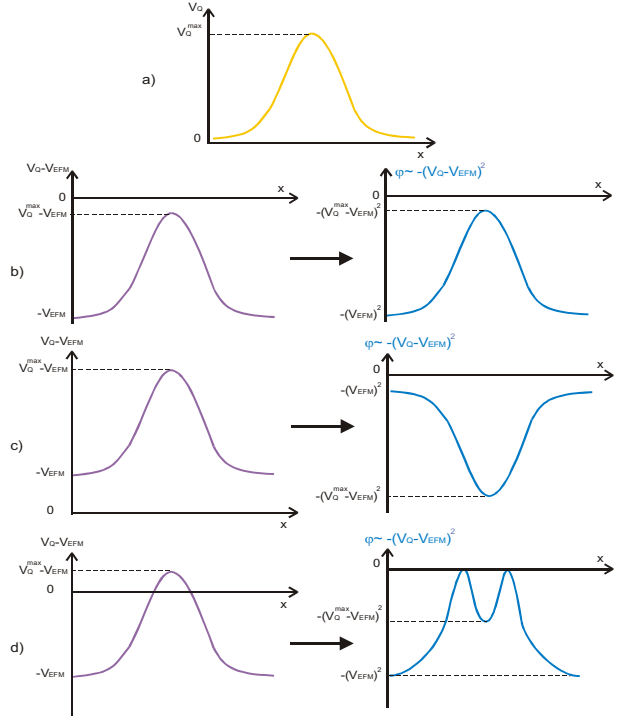 V_Q
V_Q^max
a)
0
x
V_Q-V_EFM
0
x
V_Q^max-V_EFM
b)
-V_EFM
φ~ -(V_Q-V_EFM)^2
0
x
-(V_Q^max-V_EFM)^2
-(V_EFM)^2
V_Q-V_EFM
V_Q^max-V_EFM
c)
-V_EFM
0
x
φ~ -(V_Q-V_EFM)^2
0
x
-(V_EFM)^2
-(V_Q^max-V_EFM)^2
V_Q-V_EFM
V_Q^max-V_EFM
0
x
d)
-V_EFM
φ~ -(V_Q-V_EFM)^2
0
x
-(V_Q^max-V_EFM)^2
-(V_EFM)^2